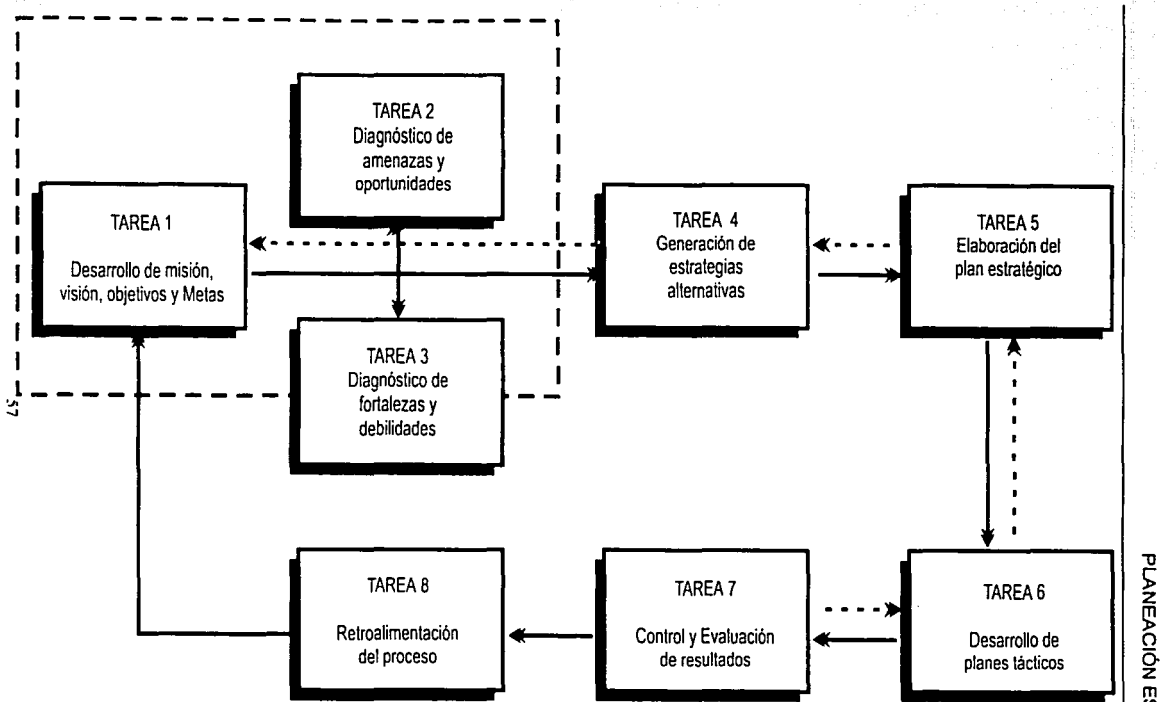 TAREA 2
Diagnóstico de
amenazas y
oportunidades
TAREA 1
Desarrollo de misión,
visión, objetivos y Metas
TAREA 3
Diagnóstico de
fortalezas y
debilidades
TAREA 4
Generación de
estrategias
alternativas
TAREA 5
Elaboración del
plan estratégico
TAREA 8
Retroalimentación
del proceso
TAREA 7
Control y Evaluación
de resultados
TAREA 6
Desarrollo de
planes tácticos
57
PLANEACIÓN ES